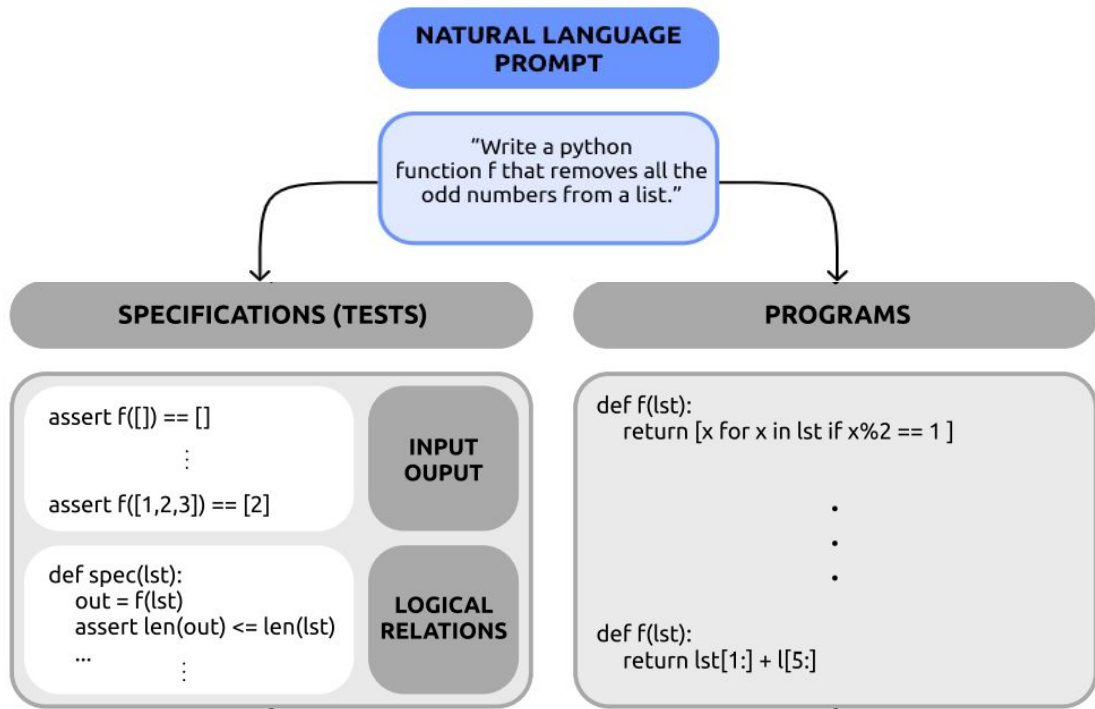 NATURAL LANGUAGE
PROMPT
"Write a python
function f that removes all the
odd numbers from a list."
SPECIFICATIONS (TESTS)
assert f([]) == []
⋮
assert f([1,2,3]) == [2]
INPUT
OUPUT
def spec(lst):
out = f(lst)
assert len(out) <= len(lst)
...
⋮
LOGICAL
RELATIONS
PROGRAMS
def f(lst):
return [x for x in lst if x%2 == 1 ]
.
.
.
def f(lst):
return lst[1:] + l[5:]